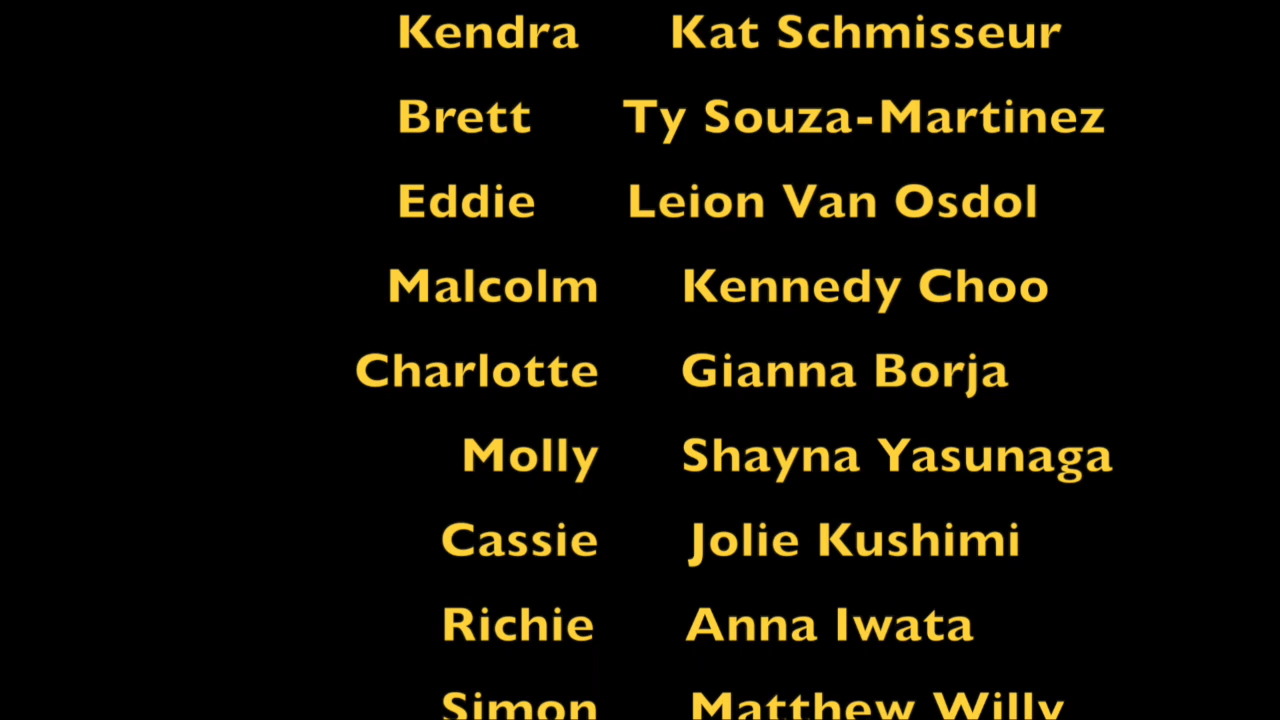 Kendra Kat Schmisseur
Brett Ty Souza-Martinez
Eddie Leion Van Osdol
Malcolm Kennedy Choo
Charlotte Gianna Borja
Molly Shayna Yasunaga
Cassie Jolie Kushimi
Richie Anna Iwata
Simon Matthew Willy